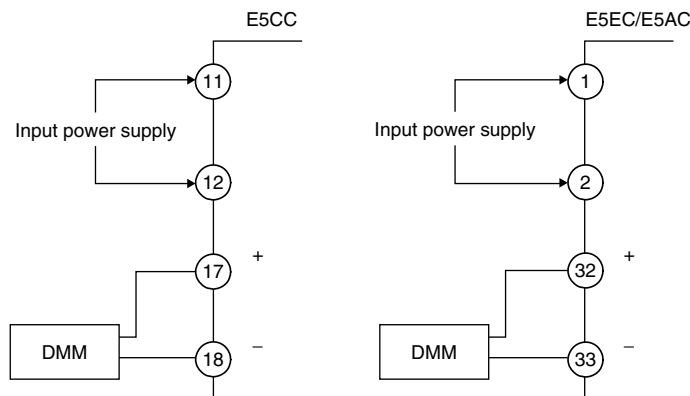 E5CC
11
Input power supply
12
17
+
DMM
18
−
E5EC/E5AC
1
Input power supply
2
32
+
DMM
33
−